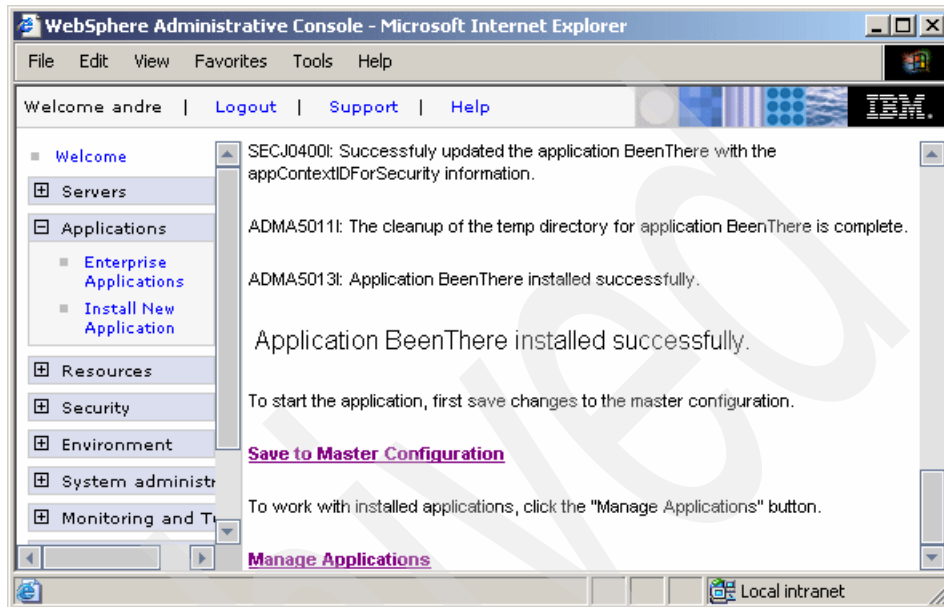 WebSphere Administrative Console - Microsoft Internet Explorer
File Edit View Favorites Tools Help
Welcome andre | Logout | Support | Help
IBM.
Welcome
Servers
Applications
Enterprise
Applications
Install New
Application
Resources
Security
Environment
System administr
Monitoring and T
SECJ0400I: Successfuly updated the application BeenThere with the
appContextIDForSecurity information.
ADMA5011I: The cleanup of the temp directory for application BeenThere is complete.
ADMA5013I: Application BeenThere installed successfully.
Application BeenThere installed successfully.
To start the application, first save changes to the master configuration.
Save to Master Configuration
To work with installed applications, click the "Manage Applications" button.
Manage Applications
Local intranet